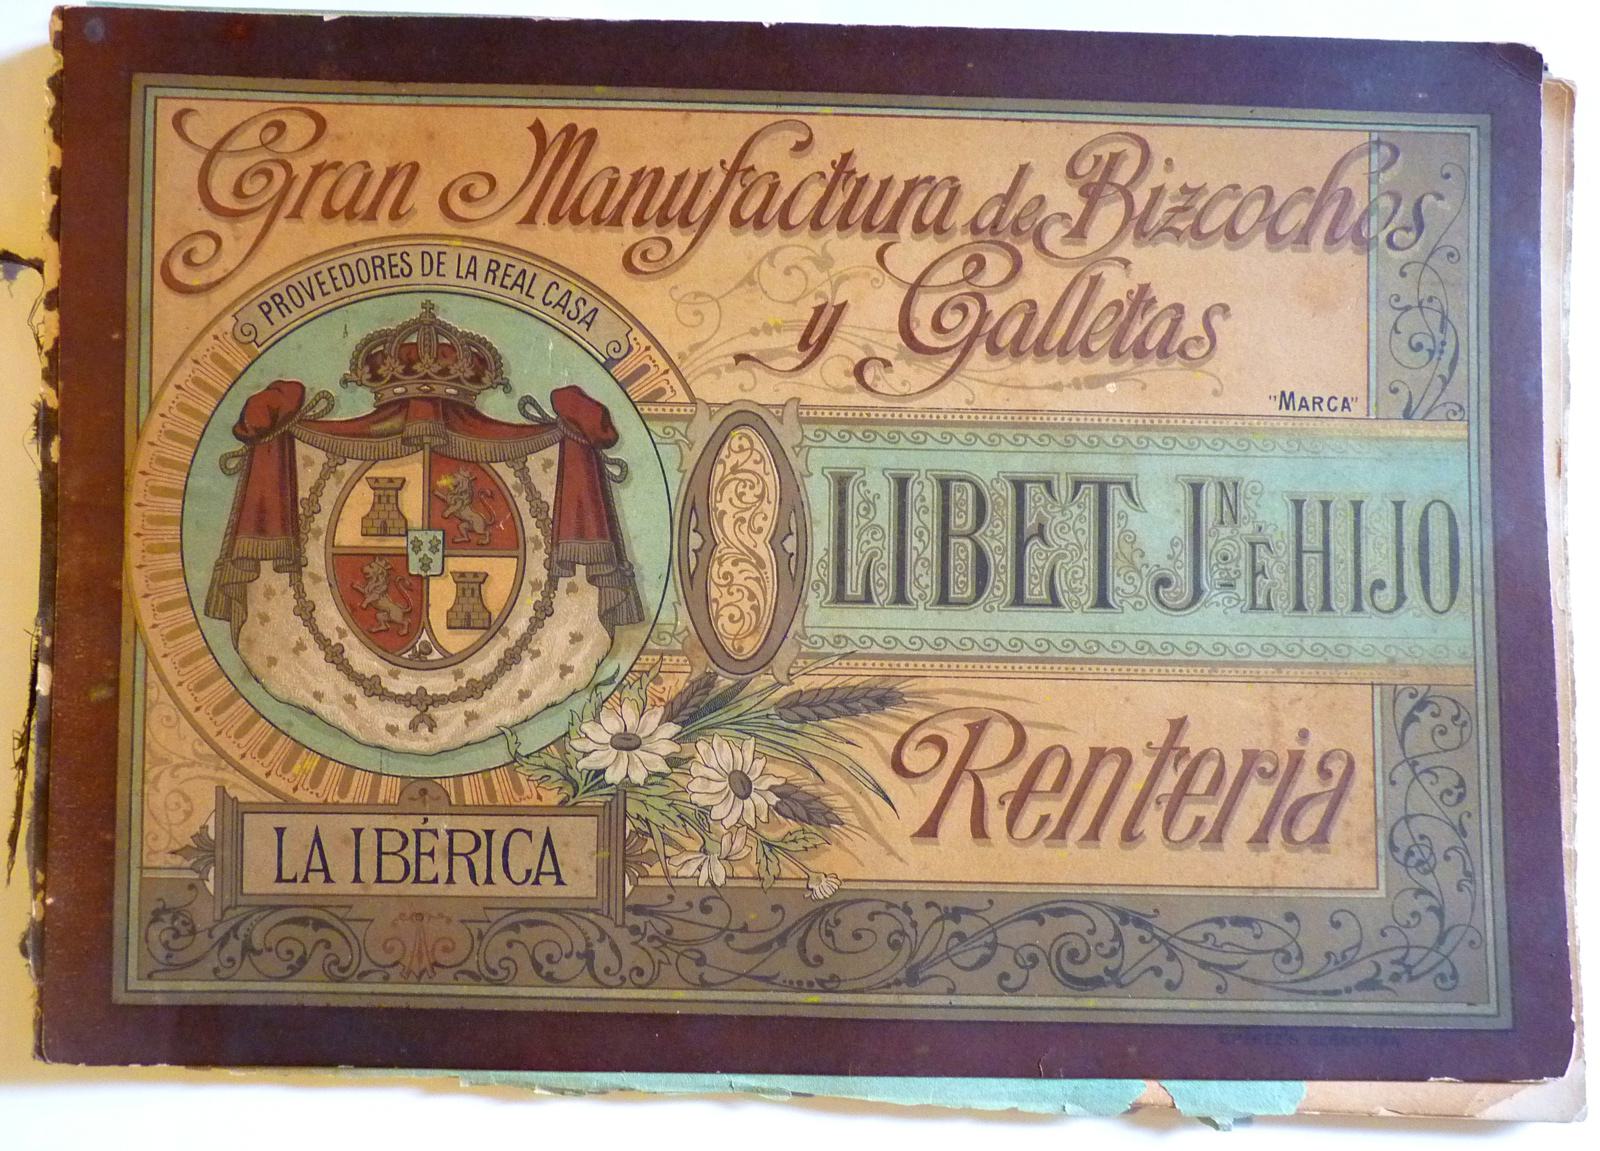 Gran Manufactura de Bizcochos
y Galletas
PROVEEDORES DE LA REAL CASA
"MARCA"
OLIBET JN É HIJO
Renteria
LA IBÉRICA